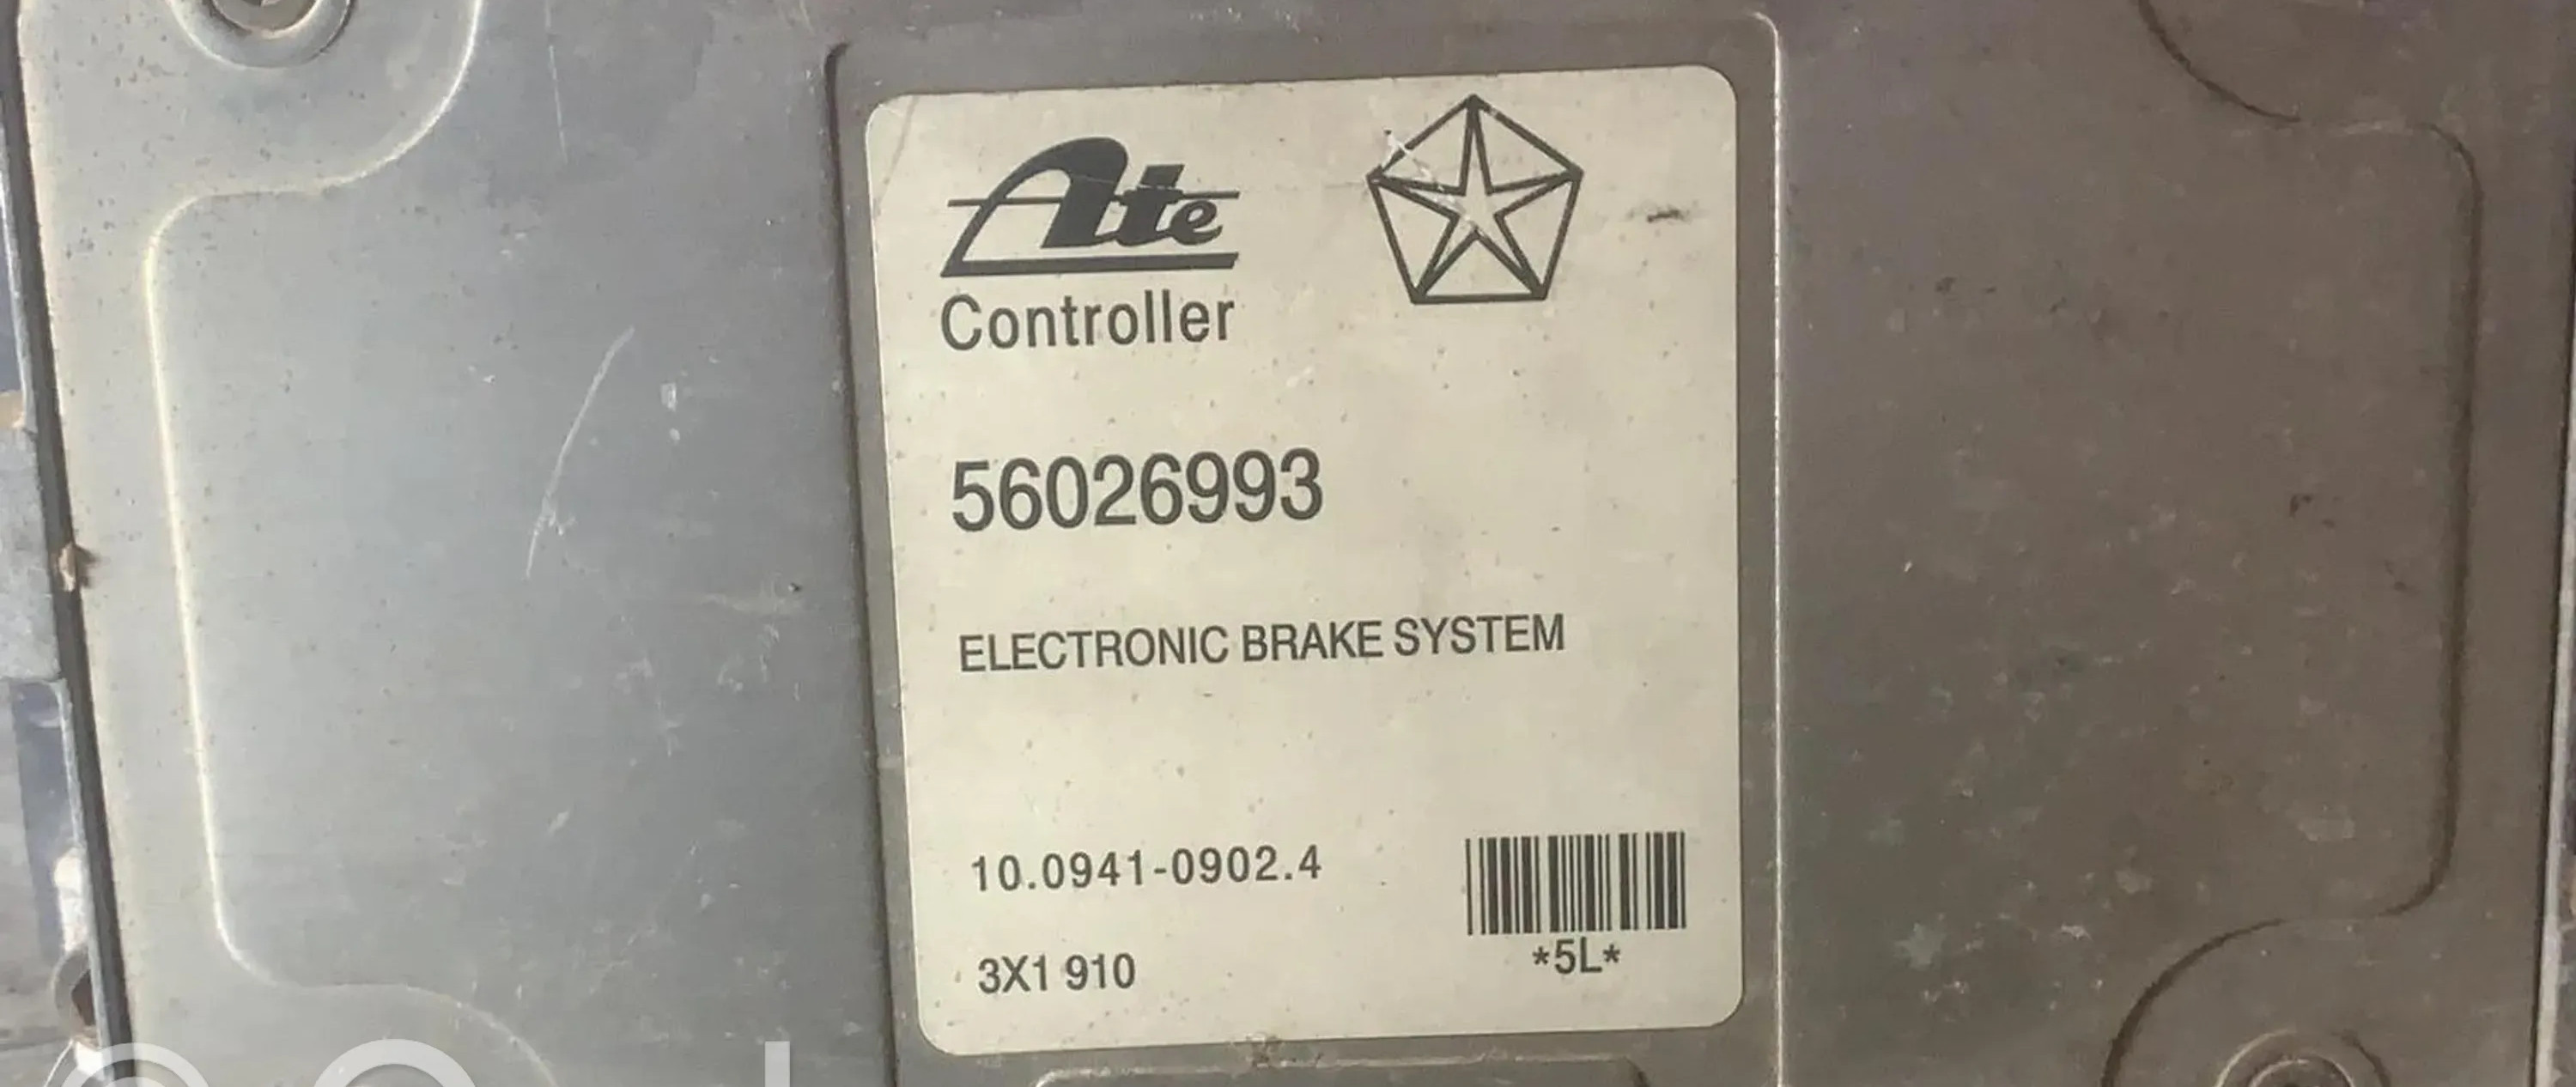 Ate
Controller
56026993
ELECTRONIC BRAKE SYSTEM
10.0941-0902.4
3X1 910
*5L*